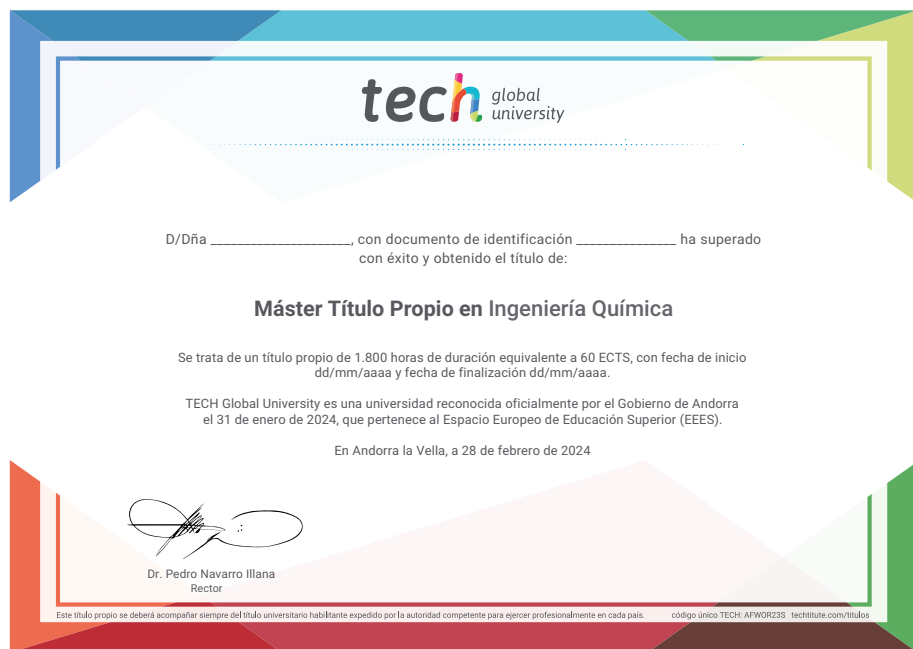 tech global
university
D/Dña _____________________, con documento de identificación _______________ ha superado
con éxito y obtenido el título de:
Máster Título Propio en Ingeniería Química
Se trata de un título propio de 1.800 horas de duración equivalente a 60 ECTS, con fecha de inicio
dd/mm/aaaa y fecha de finalización dd/mm/aaaa.
TECH Global University es una universidad reconocida oficialmente por el Gobierno de Andorra
el 31 de enero de 2024, que pertenece al Espacio Europeo de Educación Superior (EEES).
En Andorra la Vella, a 28 de febrero de 2024
Dr. Pedro Navarro Illana
Rector
Este título propio se deberá acompañar siempre del título universitario habilitante expedido por la autoridad competente para ejercer profesionalmente en cada país. código único TECH: AFWOR23S techtitute.com/titulos